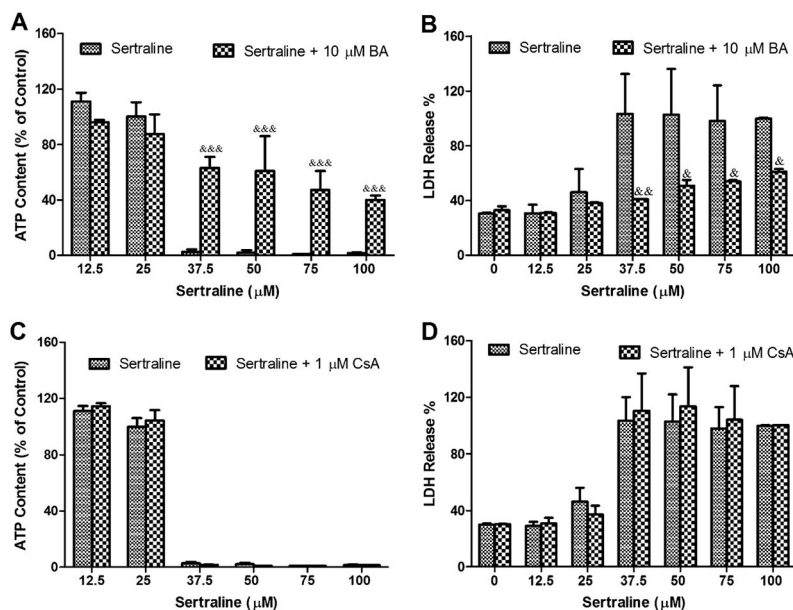 A
Sertraline
Sertraline + 10 μM BA
ATP Content (% of Control)
160
120
80
40
0
&&&
&&&
&&&
&&&
12.5 25 37.5 50 75 100
Sertraline (μM)
B
Sertraline
Sertraline + 10 μM BA
LDH Release %
160
120
80
40
0
&&
&
&
&
0 12.5 25 37.5 50 75 100
Sertraline (μM)
C
Sertraline
Sertraline + 1 μM CsA
ATP Content (% of Control)
160
120
80
40
0
12.5 25 37.5 50 75 100
Sertraline (μM)
D
Sertraline
Sertraline + 1 μM CsA
LDH Release %
160
120
80
40
0
0 12.5 25 37.5 50 75 100
Sertraline (μM)